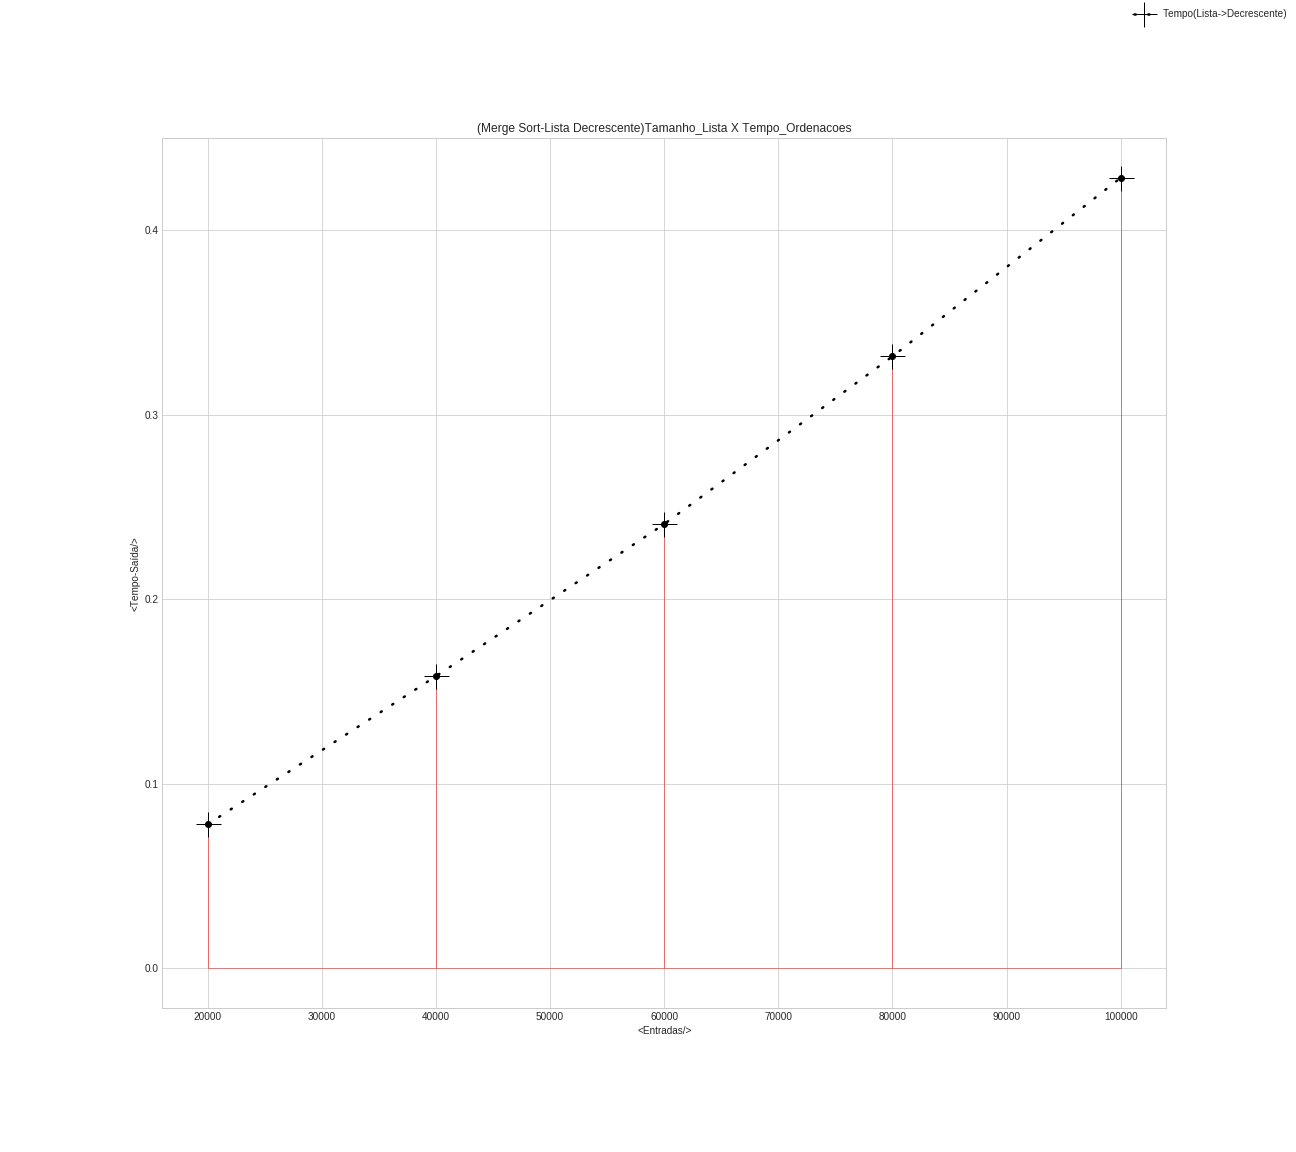 Tempo(Lista->Decrescente)
(Merge Sort-Lista Decrescente)Tamanho_Lista X Tempo_Ordenacoes
<Tempo-Saída/>
0.4
0.3
0.2
0.1
0.0
20000 30000 40000 50000 60000 70000 80000 90000 100000
<Entradas/>